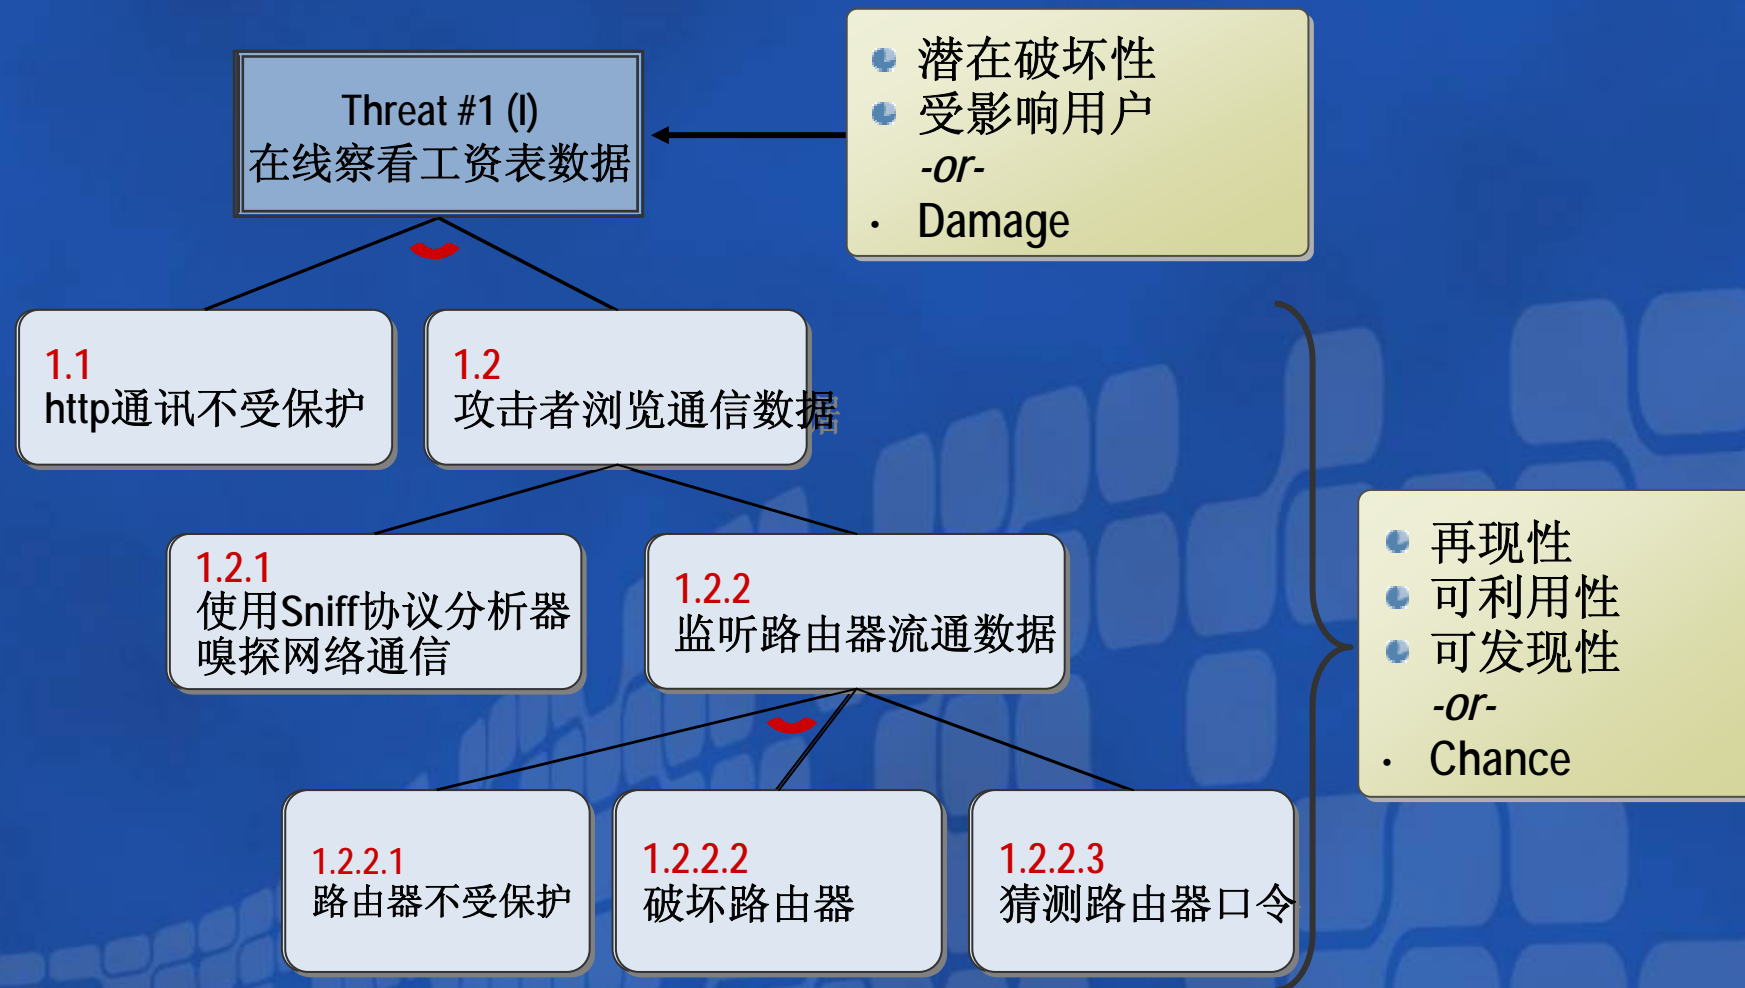 Threat #1 (I)
在线察看工资表数据
潜在破坏性
受影响用户
-or-
· Damage
1.1
http通讯不受保护
1.2
攻击者浏览通信数据
1.2.1
使用Sniff协议分析器
嗅探网络通信
1.2.2
监听路由器流通数据
再现性
可利用性
可发现性
-or-
· Chance
1.2.2.1
路由器不受保护
1.2.2.2
破坏路由器
1.2.2.3
猜测路由器口令